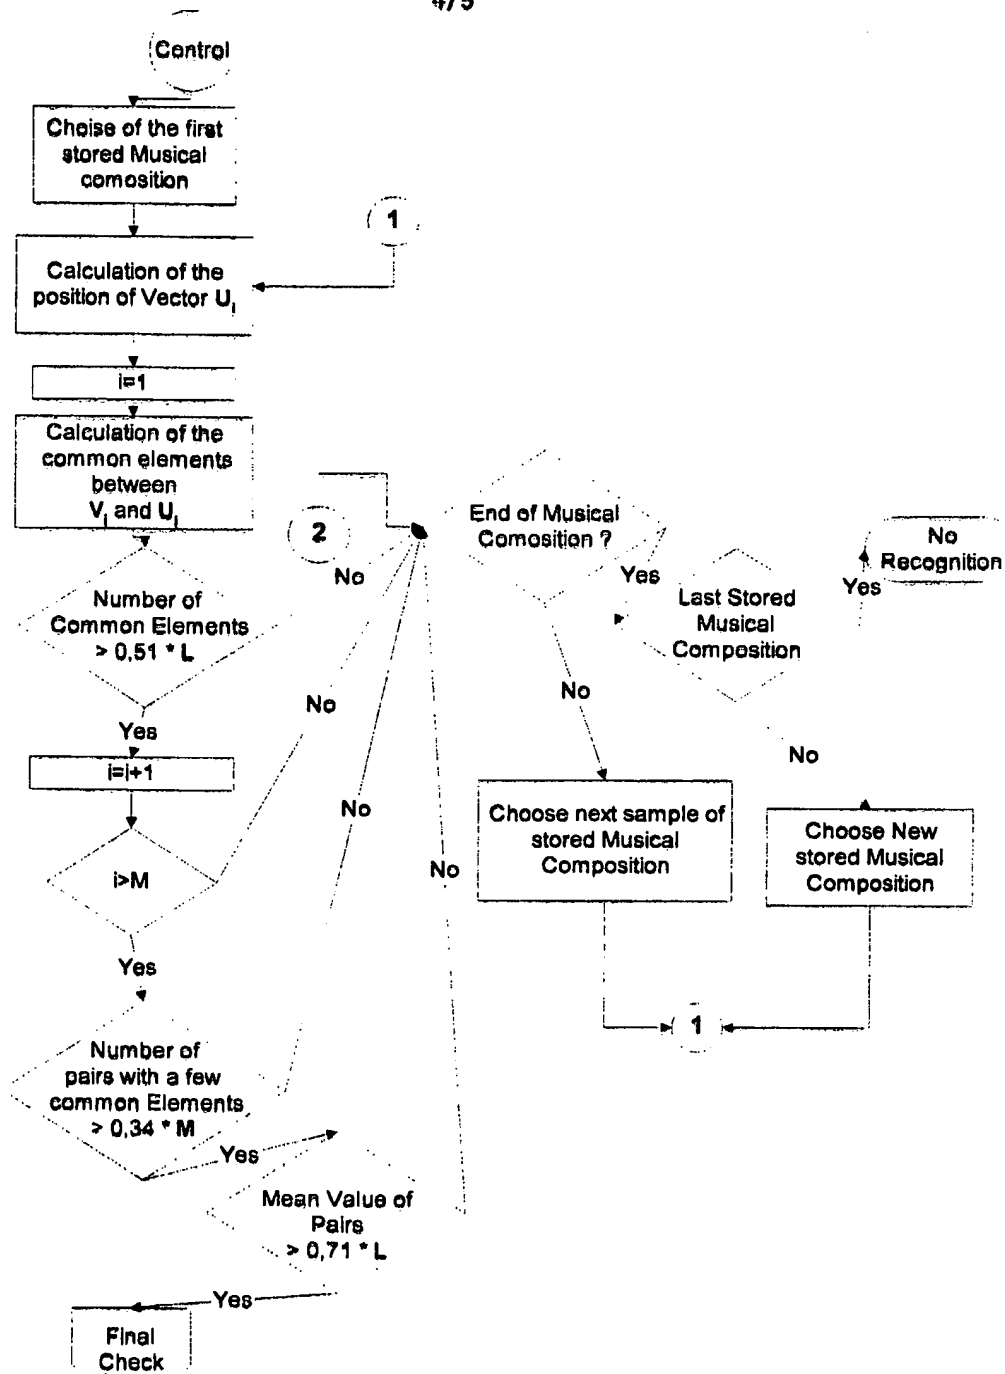 4/5
Control
Choise of the first
stored Musical
comosition
1
Calculation of the
position of Vector Ui
i=1
Calculation of the
common elements
between
Vi and Ui
2
No
Number of
Common Elements
> 0,51 * L
Yes
No
i=i+1
No
i>M
No
Yes
Number of
pairs with a few
common Elements
> 0,34 * M
Yes
Mean Value of
Pairs
> 0,71 * L
Yes
Final
Check
End of Musical
Comosition ?
Yes
No
Last Stored
Musical
Composition
Yes
No
Recognition
No
Choose next sample of
stored Musical
Composition
Choose New
stored Musical
Composition
1